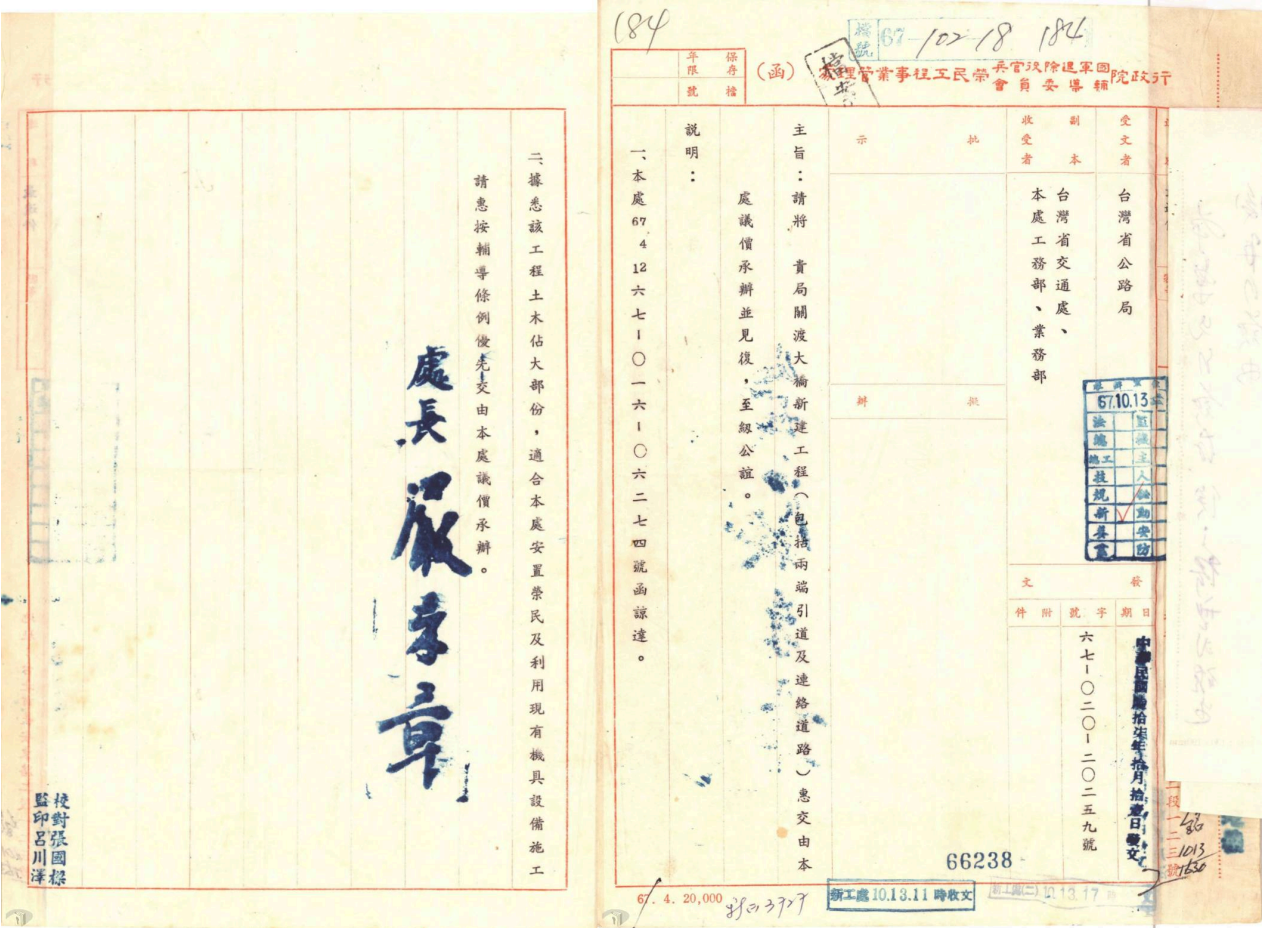 184
檔號 67-102-18 184
行政院國軍退除役官兵輔導委員會榮民工程事業管理處（函）
保存年限
檔號
受文者
台灣省公路局
副本收受者
台灣省交通處、
本處工務部、業務部
批示
擬辦
發文
日期
中華民國陸拾柒年拾月拾壹日發文
字號
六七－〇二〇－二〇二五九號
附件
67.10.13
66238
主旨：請將　貴局關渡大橋新建工程（包括兩端引道及連絡道路）惠交由本
處議價承辦並見復，至紉公誼。
說明：
一、本處67 4 12六七－〇一六－〇六二七四號函諒達。
新工處10.13.11時收文
67. 4. 20,000
二、據悉該工程土木佔大部份，適合本處安置榮民及利用現有機具設備施工
請惠按輔導條例優先交由本處議價承辦。
處長嚴孝章
校對張國樑
監印呂川澤